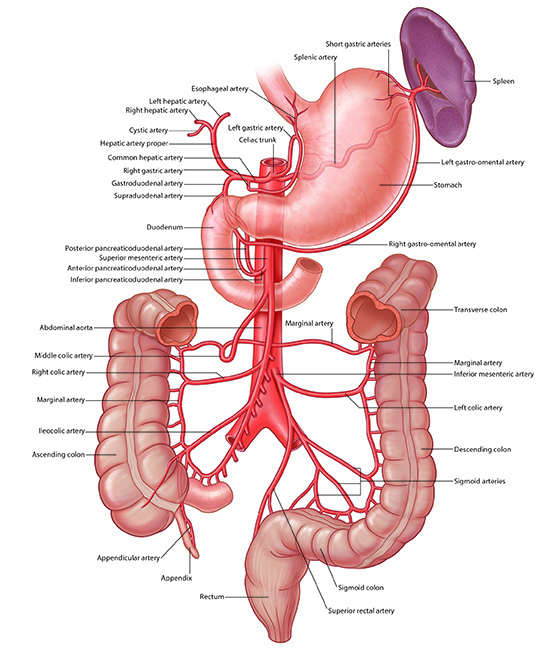 Short gastric arteries
Splenic artery
Spleen
Esophageal artery
Left hepatic artery
Right hepatic artery
Cystic artery
Left gastric artery
Hepatic artery proper
Celiac trunk
Common hepatic artery
Left gastro-omental artery
Right gastric artery
Gastroduodenal artery
Stomach
Supraduodenal artery
Duodenum
Right gastro-omental artery
Posterior pancreaticoduodenal artery
Superior mesenteric artery
Anterior pancreaticoduodenal artery
Inferior pancreaticoduodenal artery
Transverse colon
Marginal artery
Abdominal aorta
Middle colic artery
Marginal artery
Right colic artery
Inferior mesenteric artery
Marginal artery
Left colic artery
Ileocolic artery
Ascending colon
Descending colon
Sigmoid arteries
Appendicular artery
Appendix
Sigmoid colon
Rectum
Superior rectal artery